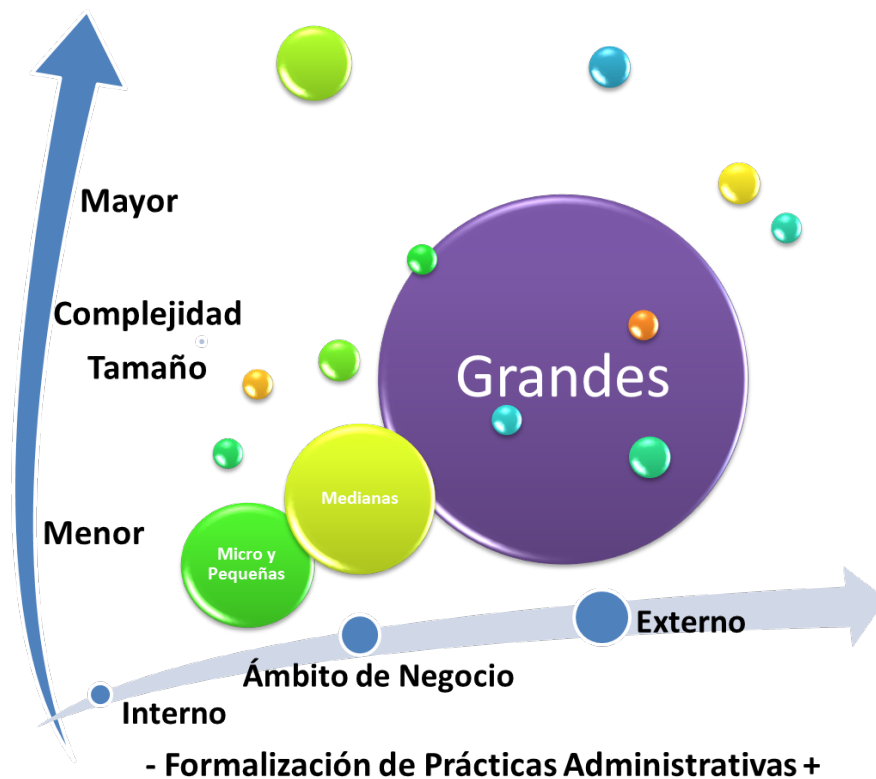 Mayor
Complejidad
Tamaño
Grandes
Medianas
Menor
Micro y
Pequeñas
Externo
Ámbito de Negocio
Interno
- Formalización de Prácticas Administrativas +